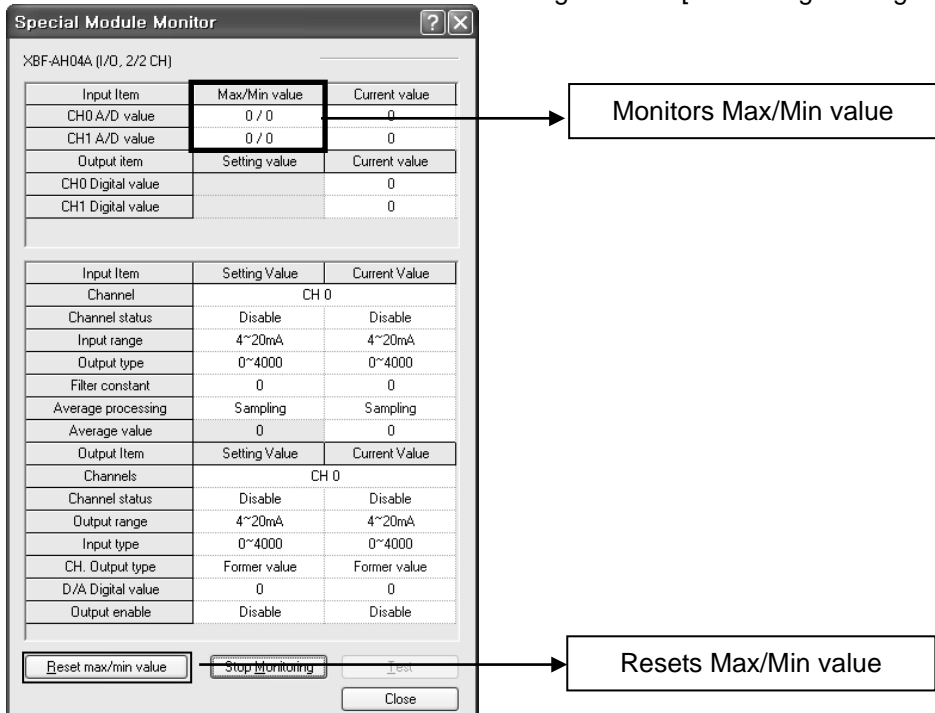 Special Module Monitor
XBF-AH04A (I/O, 2/2 CH)
Input Item Max/Min value Current value
CH0 A/D value 0 / 0 0
CH1 A/D value 0 / 0 0
Output item Setting value Current value
CH0 Digital value 0
CH1 Digital value 0
Monitors Max/Min value
Input Item Setting Value Current Value
Channel CH 0
Channel status Disable Disable
Input range 4~20mA 4~20mA
Output type 0~4000 0~4000
Filter constant 0 0
Average processing Sampling Sampling
Average value 0 0
Output Item Setting Value Current Value
Channels CH 0
Channel status Disable Disable
Output range 4~20mA 4~20mA
Input type 0~4000 0~4000
CH. Output type Former value Former value
D/A Digital value 0 0
Output enable Disable Disable
Reset max/min value Stop Monitoring Test
Resets Max/Min value
Close